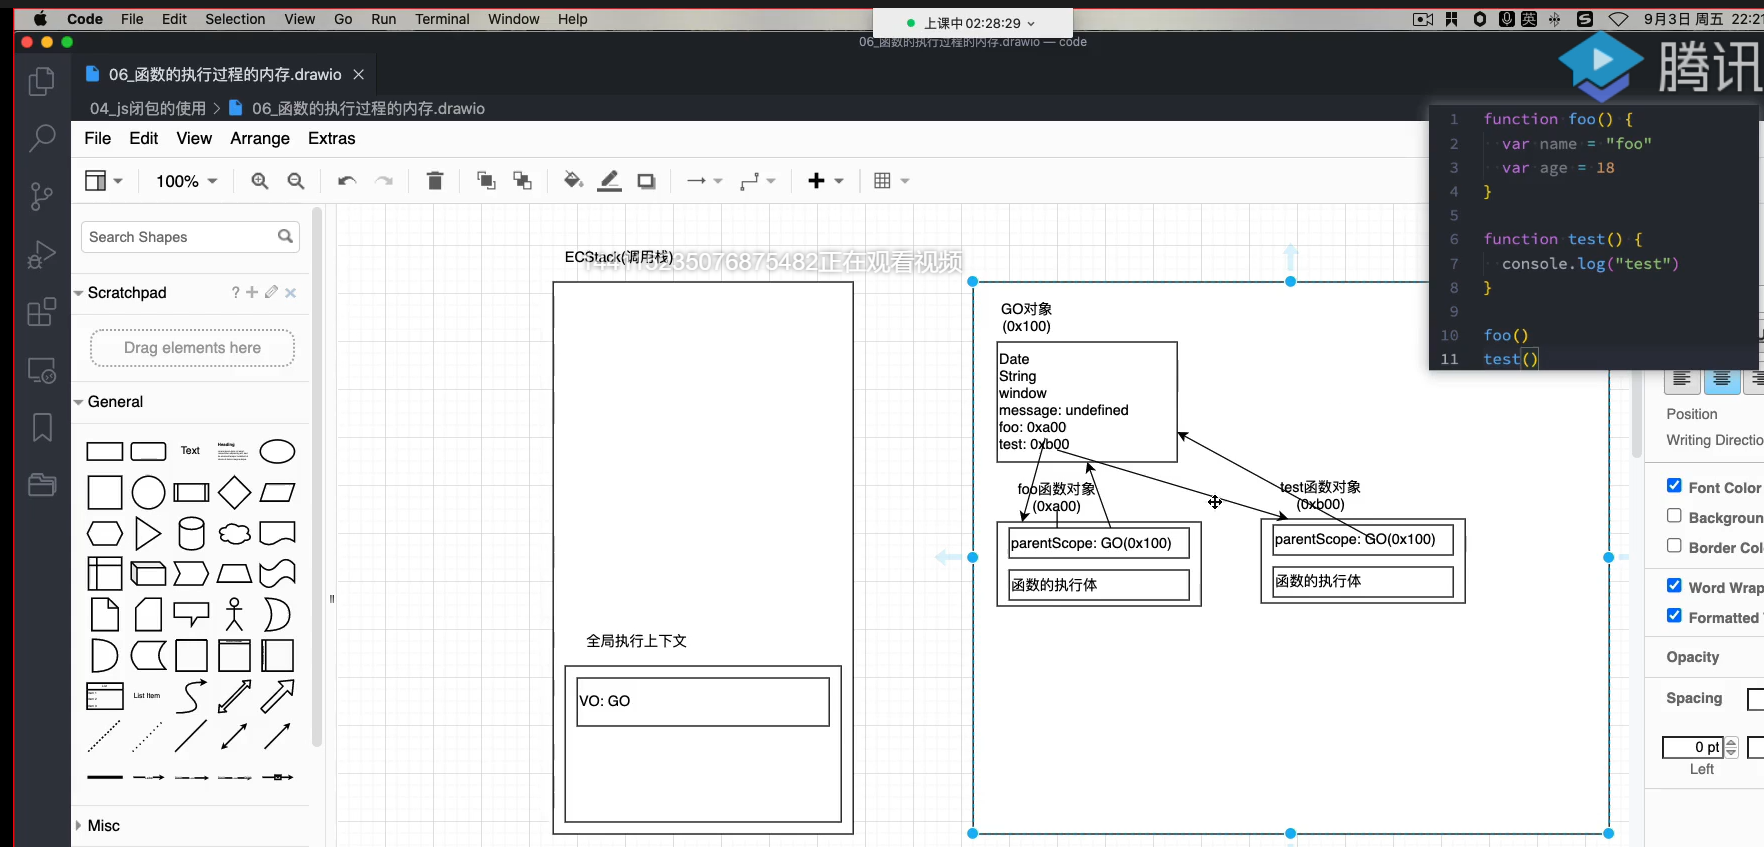 Code File Edit Selection View Go Run Terminal Window Help
上课中 02:28:29
英
9月3日 周五 22:2
06_函数的执行过程的内存.drawio — code
腾讯
06_函数的执行过程的内存.drawio
04_js闭包的使用 > 06_函数的执行过程的内存.drawio
File Edit View Arrange Extras
100%
Search Shapes
Scratchpad
?
Drag elements here
General
Text
Heading
List Item
Misc
ECStack(调用栈)
144115235076875482正在观看视频
全局执行上下文
VO: GO
GO对象
(0x100)
Date
String
window
message: undefined
foo: 0xa00
test: 0xb00
foo函数对象
(0xa00)
parentScope: GO(0x100)
函数的执行体
test函数对象
(0xb00)
parentScope: GO(0x100)
函数的执行体
1 function foo() {
2 var name = "foo"
3 var age = 18
4 }
5
6 function test() {
7 console.log("test")
8 }
9
10 foo()
11 test()
Position
Writing Directio
Font Color
Backgroun
Border Col
Word Wrap
Formatted
Opacity
Spacing
0 pt
Left